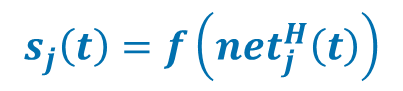 s_j(t) = f(net_j^H(t))